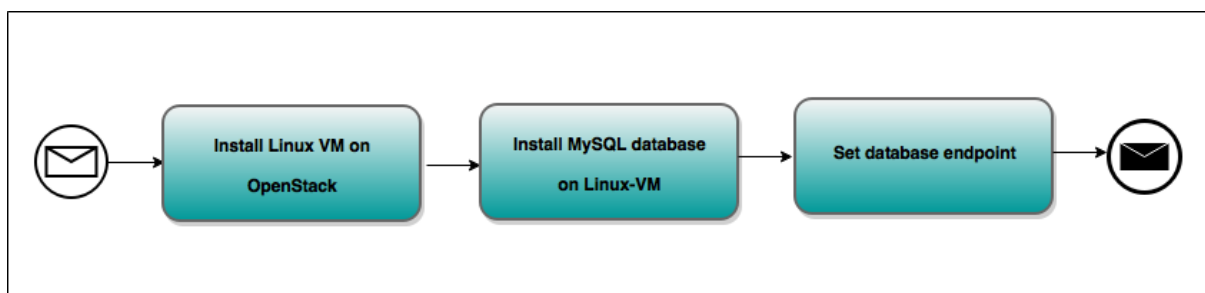 Install Linux VM on
OpenStack
Install MySQL database
on Linux-VM
Set database endpoint